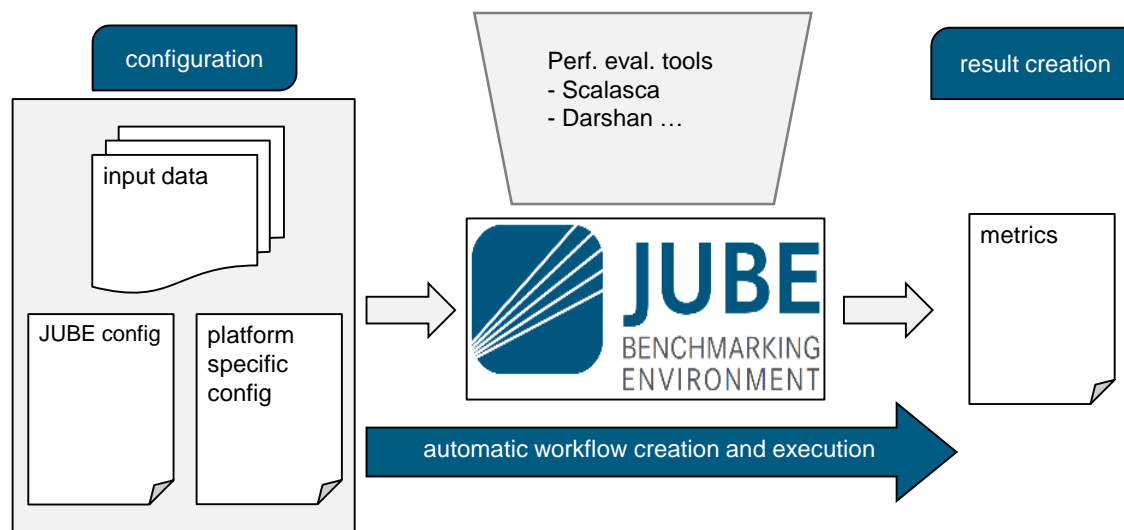 configuration
Perf. eval. tools
- Scalasca
- Darshan …
result creation
input data
JUBE config
platform
specific
config
JUBE
BENCHMARKING
ENVIRONMENT
metrics
automatic workflow creation and execution